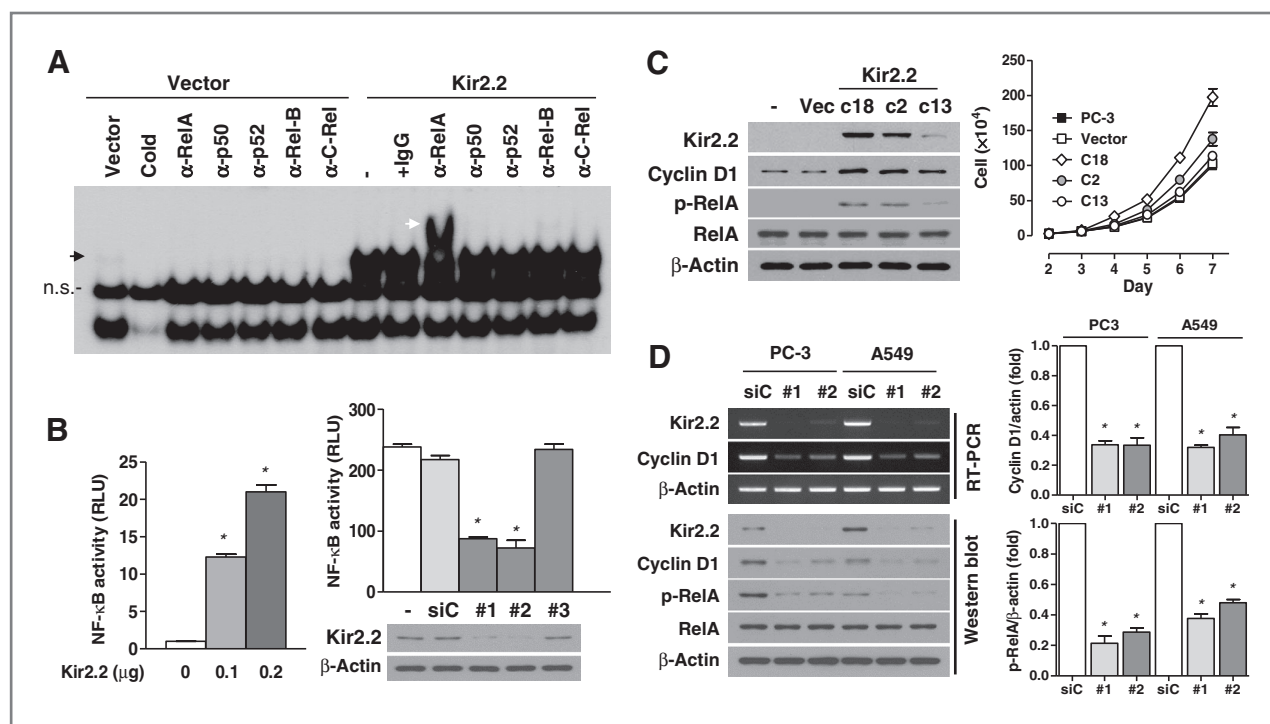 A
Vector
Kir2.2
Vector
Cold
α-RelA
α-p50
α-p52
α-Rel-B
α-C-Rel
-
+IgG
α-RelA
α-p50
α-p52
α-Rel-B
α-C-Rel
n.s.-
B
NF-κB activity (RLU)
25
20
15
10
5
0
*
*
Kir2.2 (μg) 0 0.1 0.2
NF-κB activity (RLU)
300
200
100
0
*
*
- siC #1 #2 #3
Kir2.2
β-Actin
C
Kir2.2
- Vec c18 c2 c13
Kir2.2
Cyclin D1
p-RelA
RelA
β-Actin
Cell (×10⁴)
250
200
150
100
50
0
PC-3
Vector
C18
C2
C13
2 3 4 5 6 7
Day
D
PC-3 A549
siC #1 #2 siC #1 #2
Kir2.2
Cyclin D1
β-Actin
RT-PCR
Kir2.2
Cyclin D1
p-RelA
RelA
β-Actin
Western blot
PC3 A549
Cyclin D1/actin (fold)
1.0
0.8
0.6
0.4
0.2
0.0
* * * *
siC #1 #2 siC #1 #2
p-RelA/β-actin (fold)
1.0
0.8
0.6
0.4
0.2
0.0
* * * *
siC #1 #2 siC #1 #2